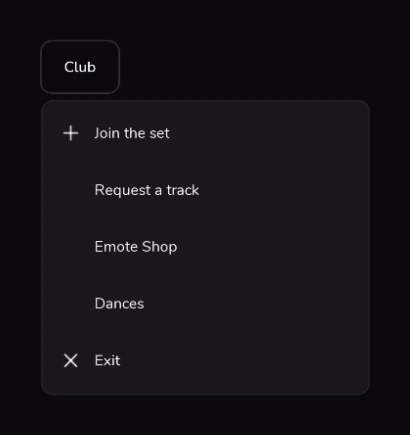 Club
Join the set
Request a track
Emote Shop
Dances
Exit